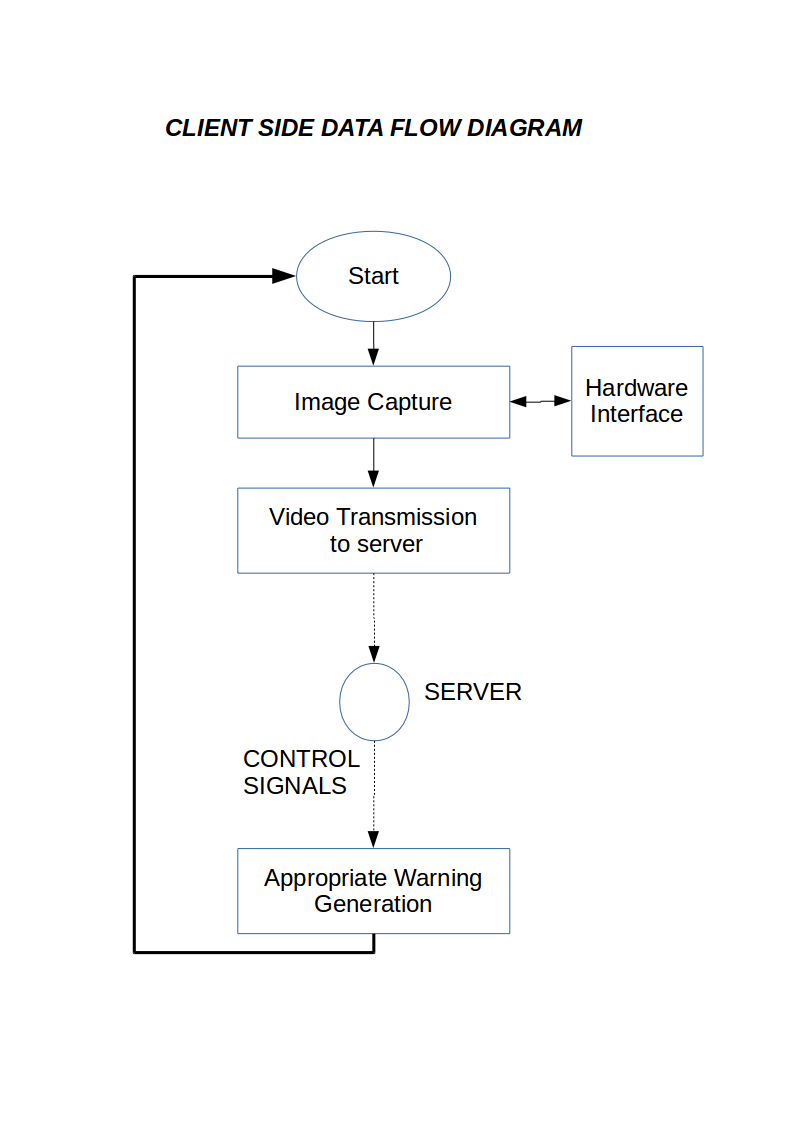 CLIENT SIDE DATA FLOW DIAGRAM
Start
Image Capture
Hardware
Interface
Video Transmission
to server
SERVER
CONTROL
SIGNALS
Appropriate Warning
Generation